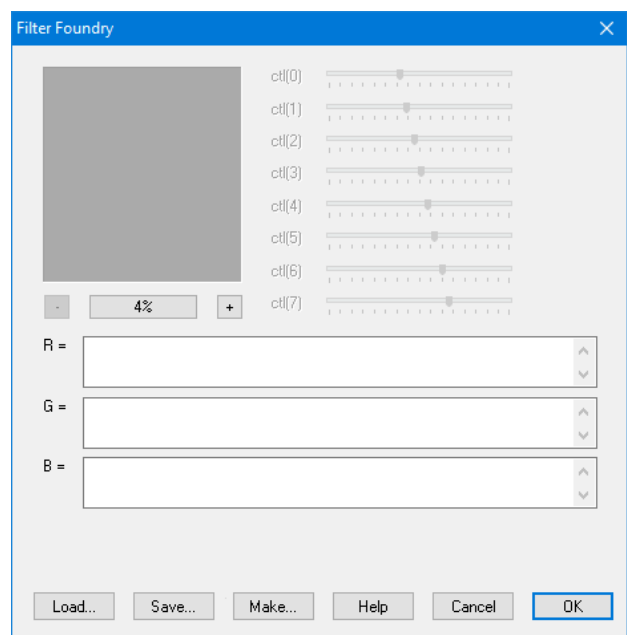 Filter Foundry
ctl(0)
ctl(1)
ctl(2)
ctl(3)
ctl(4)
ctl(5)
ctl(6)
ctl(7)
- 4% +
R =
G =
B =
Load... Save... Make... Help Cancel OK